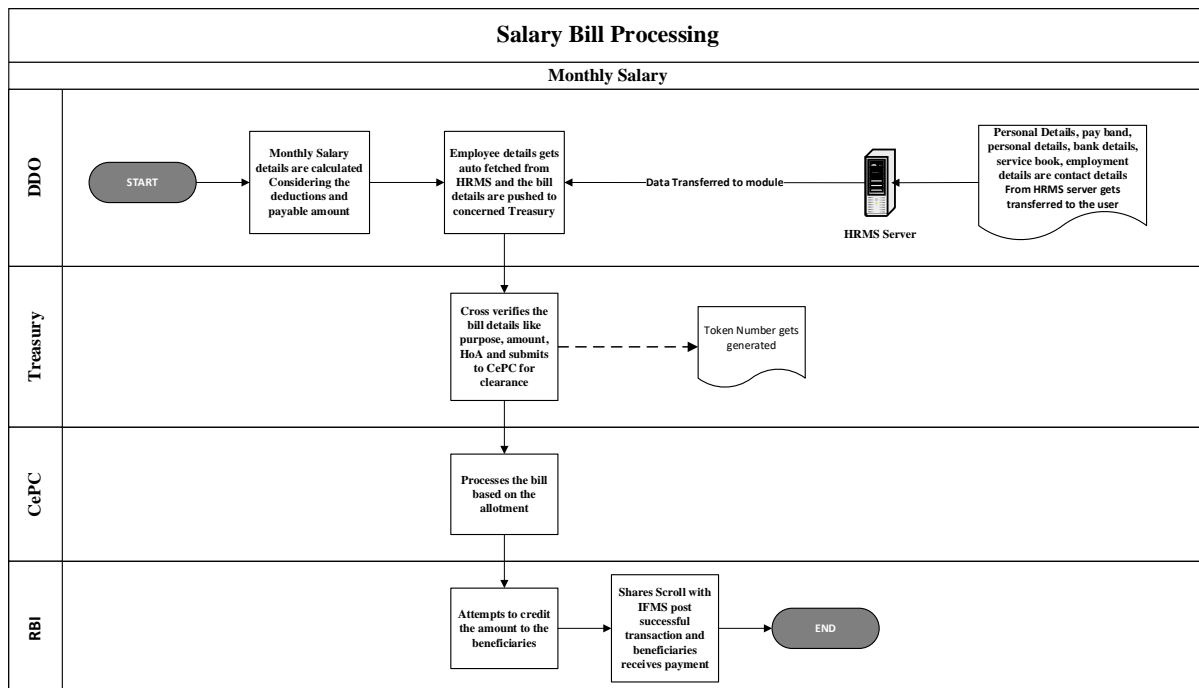 Salary Bill Processing
Monthly Salary
DDO
START
Monthly Salary
details are calculated
Considering the
deductions and
payable amount
Employee details gets
auto fetched from
HRMS and the bill
details are pushed to
concerned Treasury
Data Transferred to module
HRMS Server
Personal Details, pay band,
personal details, bank details,
service book, employment
details are contact details
From HRMS server gets
transferred to the user
Treasury
Cross verifies the
bill details like
purpose, amount,
HoA and submits
to CePC for
clearance
Token Number gets
generated
CePC
Processes the bill
based on the
allotment
RBI
Attempts to credit
the amount to the
beneficiaries
Shares Scroll with
IFMS post
successful
transaction and
beneficiaries
receives payment
END